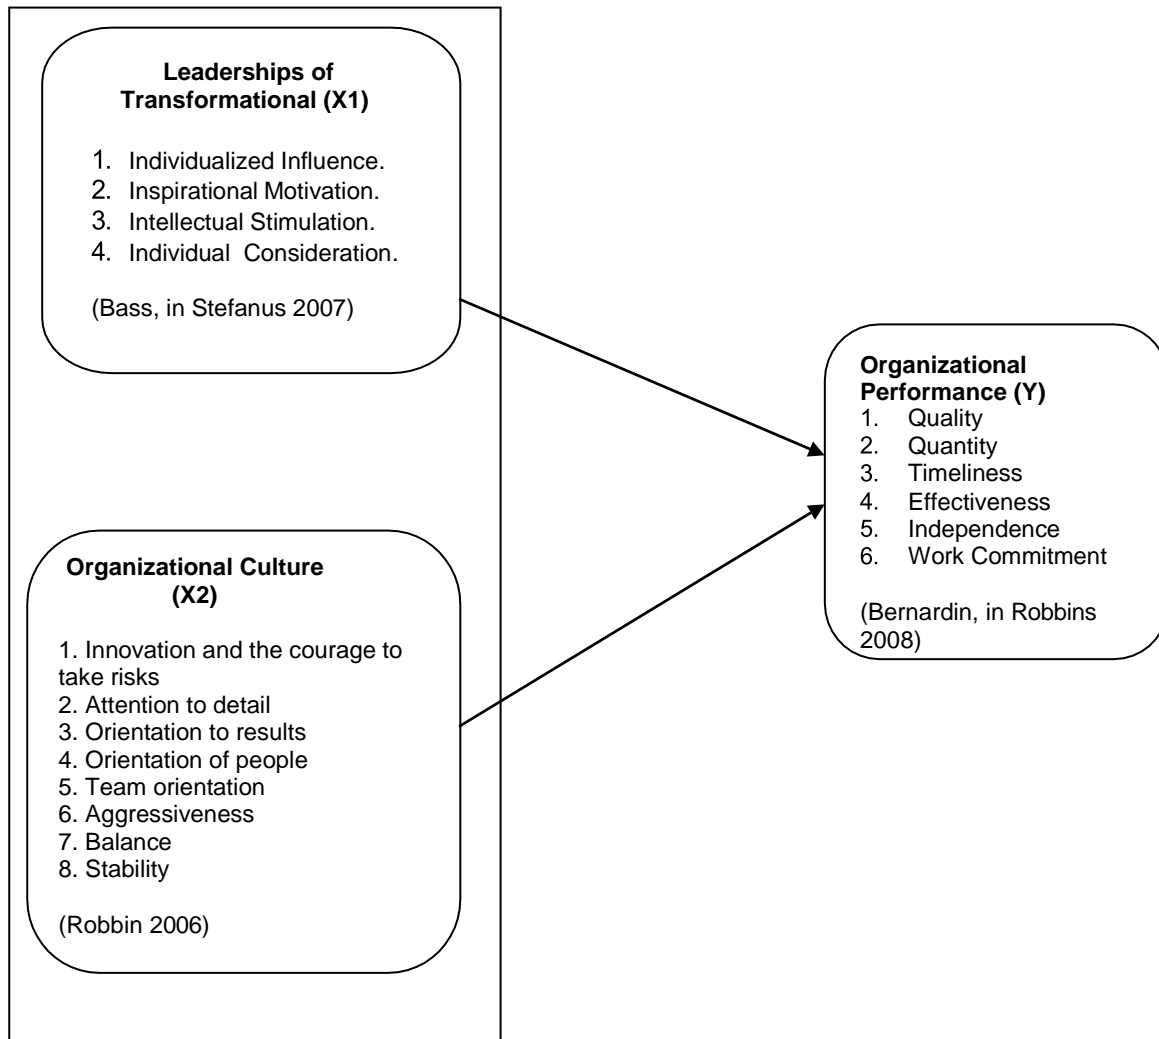 Leaderships of
Transformational (X1)
1. Individualized Influence.
2. Inspirational Motivation.
3. Intellectual Stimulation.
4. Individual Consideration.
(Bass, in Stefanus 2007)
Organizational Culture
(X2)
1. Innovation and the courage to
take risks
2. Attention to detail
3. Orientation to results
4. Orientation of people
5. Team orientation
6. Aggressiveness
7. Balance
8. Stability
(Robbin 2006)
Organizational
Performance (Y)
1. Quality
2. Quantity
3. Timeliness
4. Effectiveness
5. Independence
6. Work Commitment
(Bernardin, in Robbins
2008)